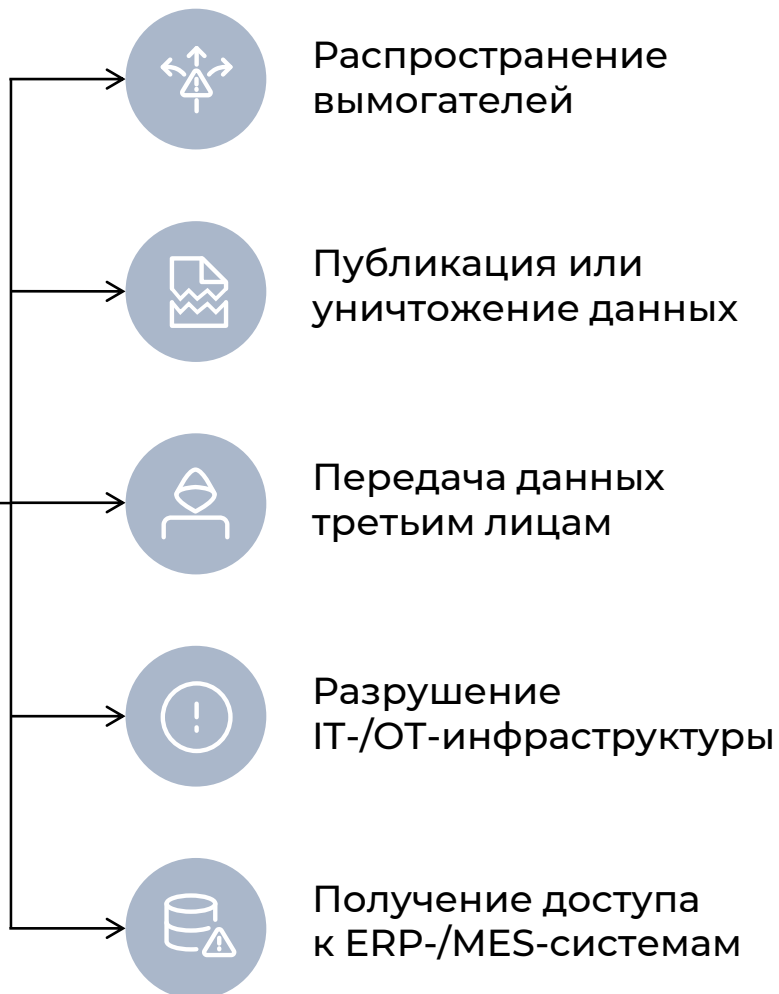 Распространение
вымогателей
Публикация или
уничтожение данных
Передача данных
третьим лицам
Разрушение
IT-/OT-инфраструктуры
Получение доступа
к ERP-/MES-системам